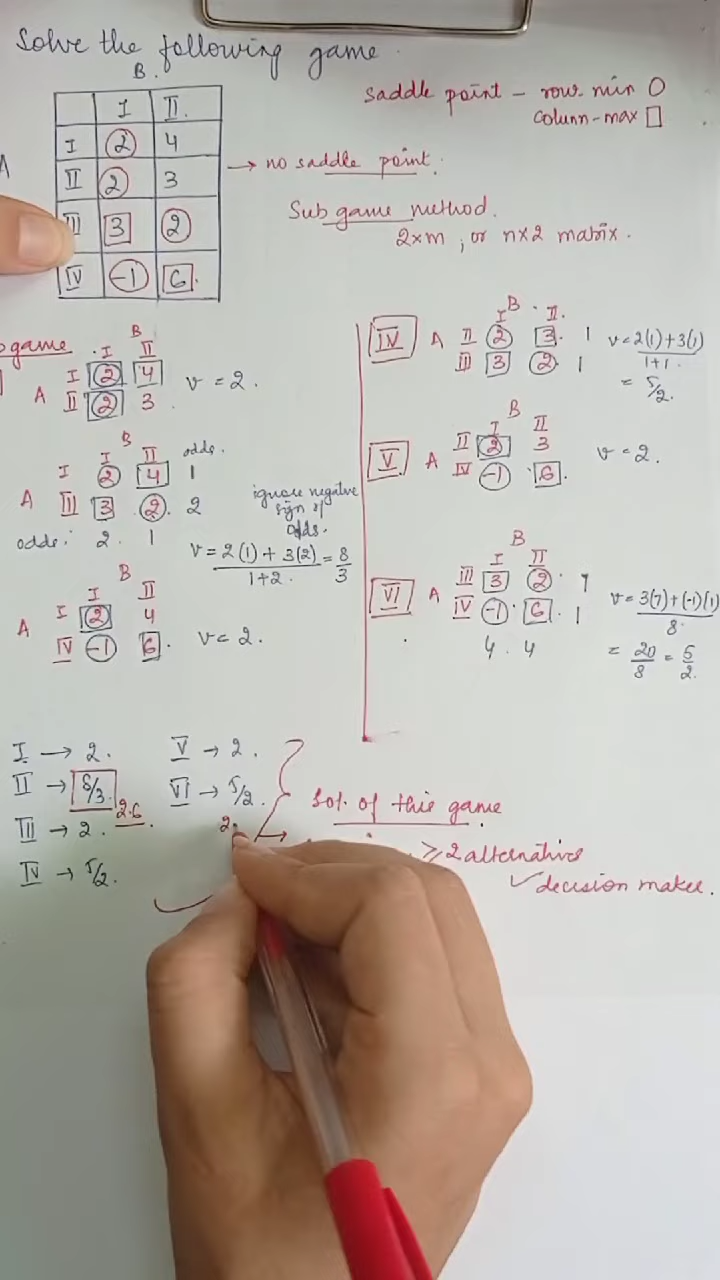 Solve the following game.
B.
I II.
A
I 2 4
II 2 3
III 3 2
IV -1 6.
→ no saddle point.
saddle point - row min O
column-max □
Sub game method.
2×m, or n×2 matrix.
game
B
I II
A I 2 4 v = 2.
II 2 3
B
I II odds.
I 2 4 1
A III 3 2 2
odds: 2. 1
ignore negative
sign of
odds.
v = 2(1) + 3(2) = 8
1+2. 3
B
I II
A I 2 4
IV -1 6. v = 2.
IV A B
I II.
II 2 3. 1
III 3 2 1
v = 2(1)+3(1)
1+1.
= 5/2.
V A B
I II
II 2 3
IV -1 6.
v = 2.
VI A B
I II
III 3 2 7
IV -1 6 1
4. 4
v = 3(7)+(-1)(1)
8
= 20 = 5
8 2.
I → 2. V → 2.
II → 8/3. VI → 5/2.
2.6
III → 2. 2.
IV → 5/2.
Sol. of this game
≥ 2 alternatives
✓ decision maker.